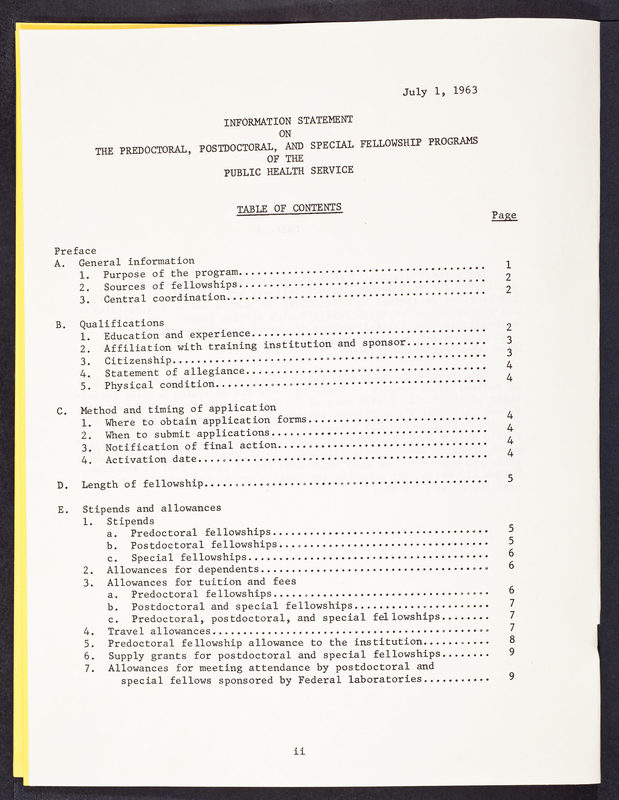 July 1, 1963
INFORMATION STATEMENT
ON
THE PREDOCTORAL, POSTDOCTORAL, AND SPECIAL FELLOWSHIP PROGRAMS
OF THE
PUBLIC HEALTH SERVICE
TABLE OF CONTENTS
Page
Preface
A. General information
1. Purpose of the program........................................ 1
2. Sources of fellowships........................................ 2
3. Central coordination.......................................... 2
B. Qualifications
1. Education and experience...................................... 2
2. Affiliation with training institution and sponsor............. 3
3. Citizenship................................................... 3
4. Statement of allegiance....................................... 4
5. Physical condition............................................ 4
C. Method and timing of application
1. Where to obtain application forms............................. 4
2. When to submit applications................................... 4
3. Notification of final action.................................. 4
4. Activation date............................................... 4
D. Length of fellowship.............................................. 5
E. Stipends and allowances
1. Stipends
a. Predoctoral fellowships.................................... 5
b. Postdoctoral fellowships................................... 5
c. Special fellowships........................................ 6
2. Allowances for dependents..................................... 6
3. Allowances for tuition and fees
a. Predoctoral fellowships.................................... 6
b. Postdoctoral and special fellowships....................... 7
c. Predoctoral, postdoctoral, and special fellowships........ 7
4. Travel allowances............................................. 7
5. Predoctoral fellowship allowance to the institution........... 8
6. Supply grants for postdoctoral and special fellowships........ 9
7. Allowances for meeting attendance by postdoctoral and
special fellows sponsored by Federal laboratories........... 9
ii